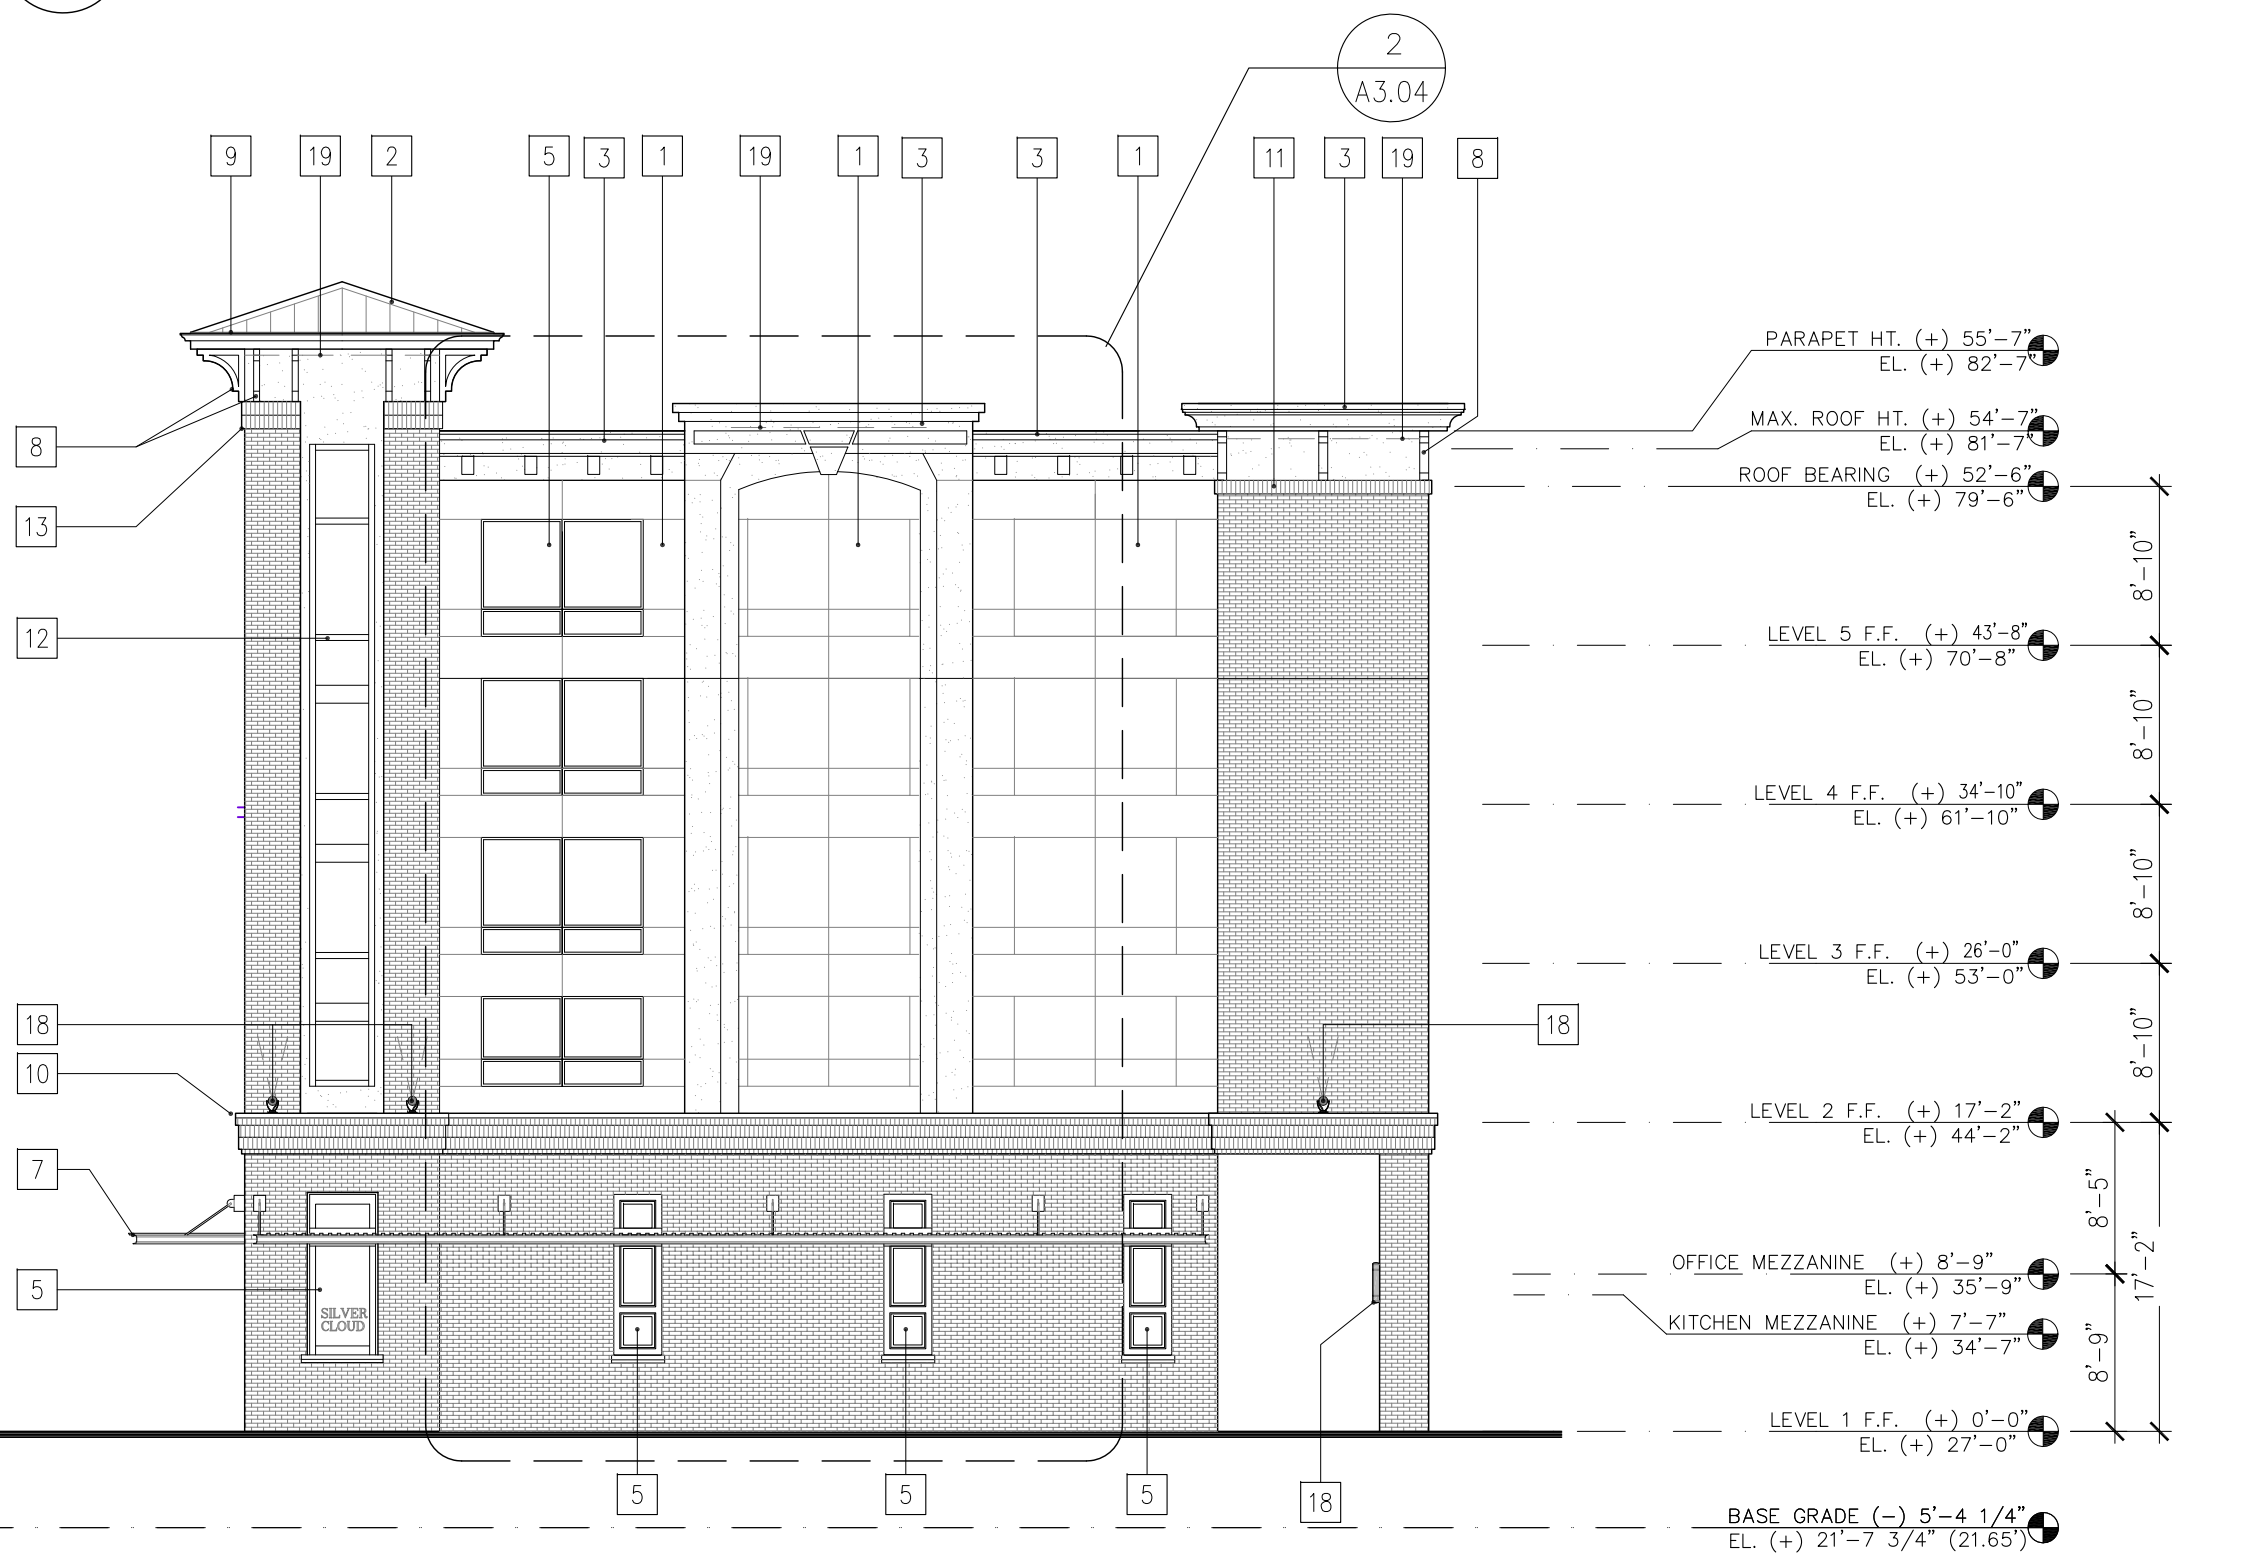 2
A3.04
9
19
2
5
3
1
19
1
3
3
1
11
3
19
8
PARAPET HT. (+) 55'-7"
EL. (+) 82'-7"
MAX. ROOF HT. (+) 54'-7"
EL. (+) 81'-7"
8
ROOF BEARING (+) 52'-6"
EL. (+) 79'-6"
13
8'-10"
12
LEVEL 5 F.F. (+) 43'-8"
EL. (+) 70'-8"
8'-10"
LEVEL 4 F.F. (+) 34'-10"
EL. (+) 61'-10"
8'-10"
LEVEL 3 F.F. (+) 26'-0"
EL. (+) 53'-0"
18
18
8'-10"
10
LEVEL 2 F.F. (+) 17'-2"
EL. (+) 44'-2"
7
8'-5"
17'-2"
OFFICE MEZZANINE (+) 8'-9"
EL. (+) 35'-9"
5
SILVER
CLOUD
KITCHEN MEZZANINE (+) 7'-7"
EL. (+) 34'-7"
8'-9"
LEVEL 1 F.F. (+) 0'-0"
EL. (+) 27'-0"
5
5
5
18
BASE GRADE (-) 5'-4 1/4"
EL. (+) 21'-7 3/4" (21.65')